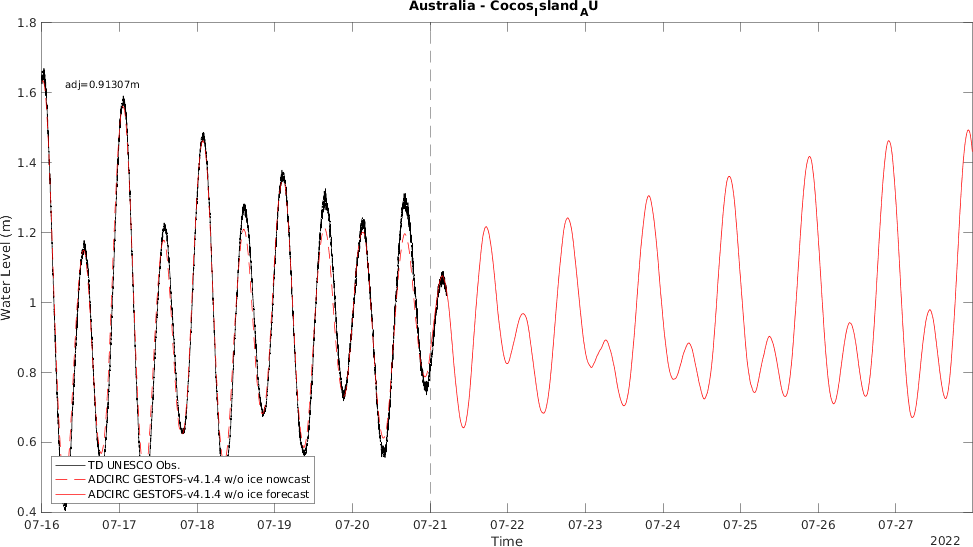 Australia - Cocos_Island_AU
adj=0.91307m
Water Level (m)
1.8
1.6
1.4
1.2
1
0.8
0.6
0.4
TD UNESCO Obs.
ADCIRC GESTOFS-v4.1.4 w/o ice nowcast
ADCIRC GESTOFS-v4.1.4 w/o ice forecast
07-16 07-17 07-18 07-19 07-20 07-21 07-22 07-23 07-24 07-25 07-26 07-27
Time
2022